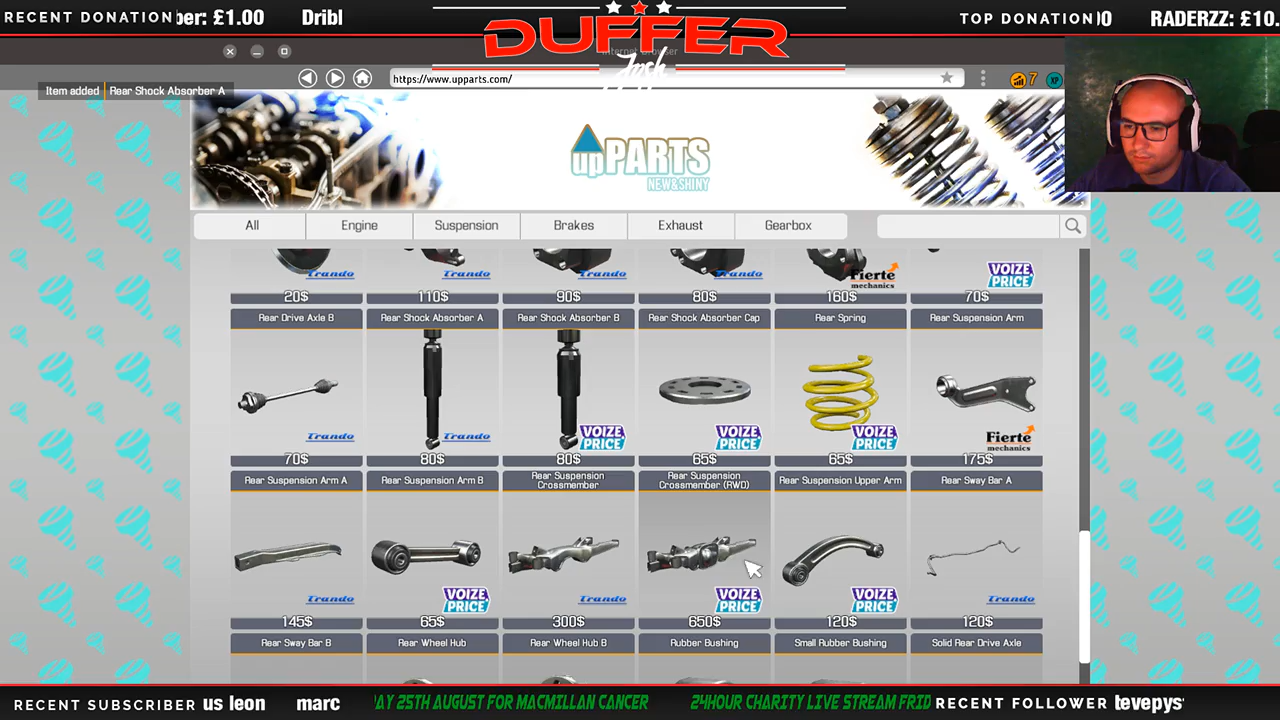 RECENT DONATION ber: £1.00 Dribl
DUFFER
Josh
TOP DONATION )0 RADERZZ: £10.
Internet Browser
https://www.upparts.com/
7 XP
Item added Rear Shock Absorber A
upPARTS
NEW&SHINY
All Engine Suspension Brakes Exhaust Gearbox
Trando Trando Trando Trando Fierte mechanics VOIZE PRICE
20$ 110$ 90$ 80$ 160$ 70$
Rear Drive Axle B Rear Shock Absorber A Rear Shock Absorber B Rear Shock Absorber Cap Rear Spring Rear Suspension Arm
Trando Trando VOIZE PRICE VOIZE PRICE VOIZE PRICE Fierte mechanics
70$ 80$ 80$ 65$ 65$ 175$
Rear Suspension Arm A Rear Suspension Arm B Rear Suspension Crossmember Rear Suspension Crossmember (RWD) Rear Suspension Upper Arm Rear Sway Bar A
Trando VOIZE PRICE Trando VOIZE PRICE VOIZE PRICE Trando
145$ 65$ 300$ 650$ 120$ 120$
Rear Sway Bar B Rear Wheel Hub Rear Wheel Hub B Rubber Bushing Small Rubber Bushing Solid Rear Drive Axle
RECENT SUBSCRIBER us leon marc
AY 25TH AUGUST FOR MACMILLAN CANCER 24HOUR CHARITY LIVE STREAM FRID
RECENT FOLLOWER tevepys